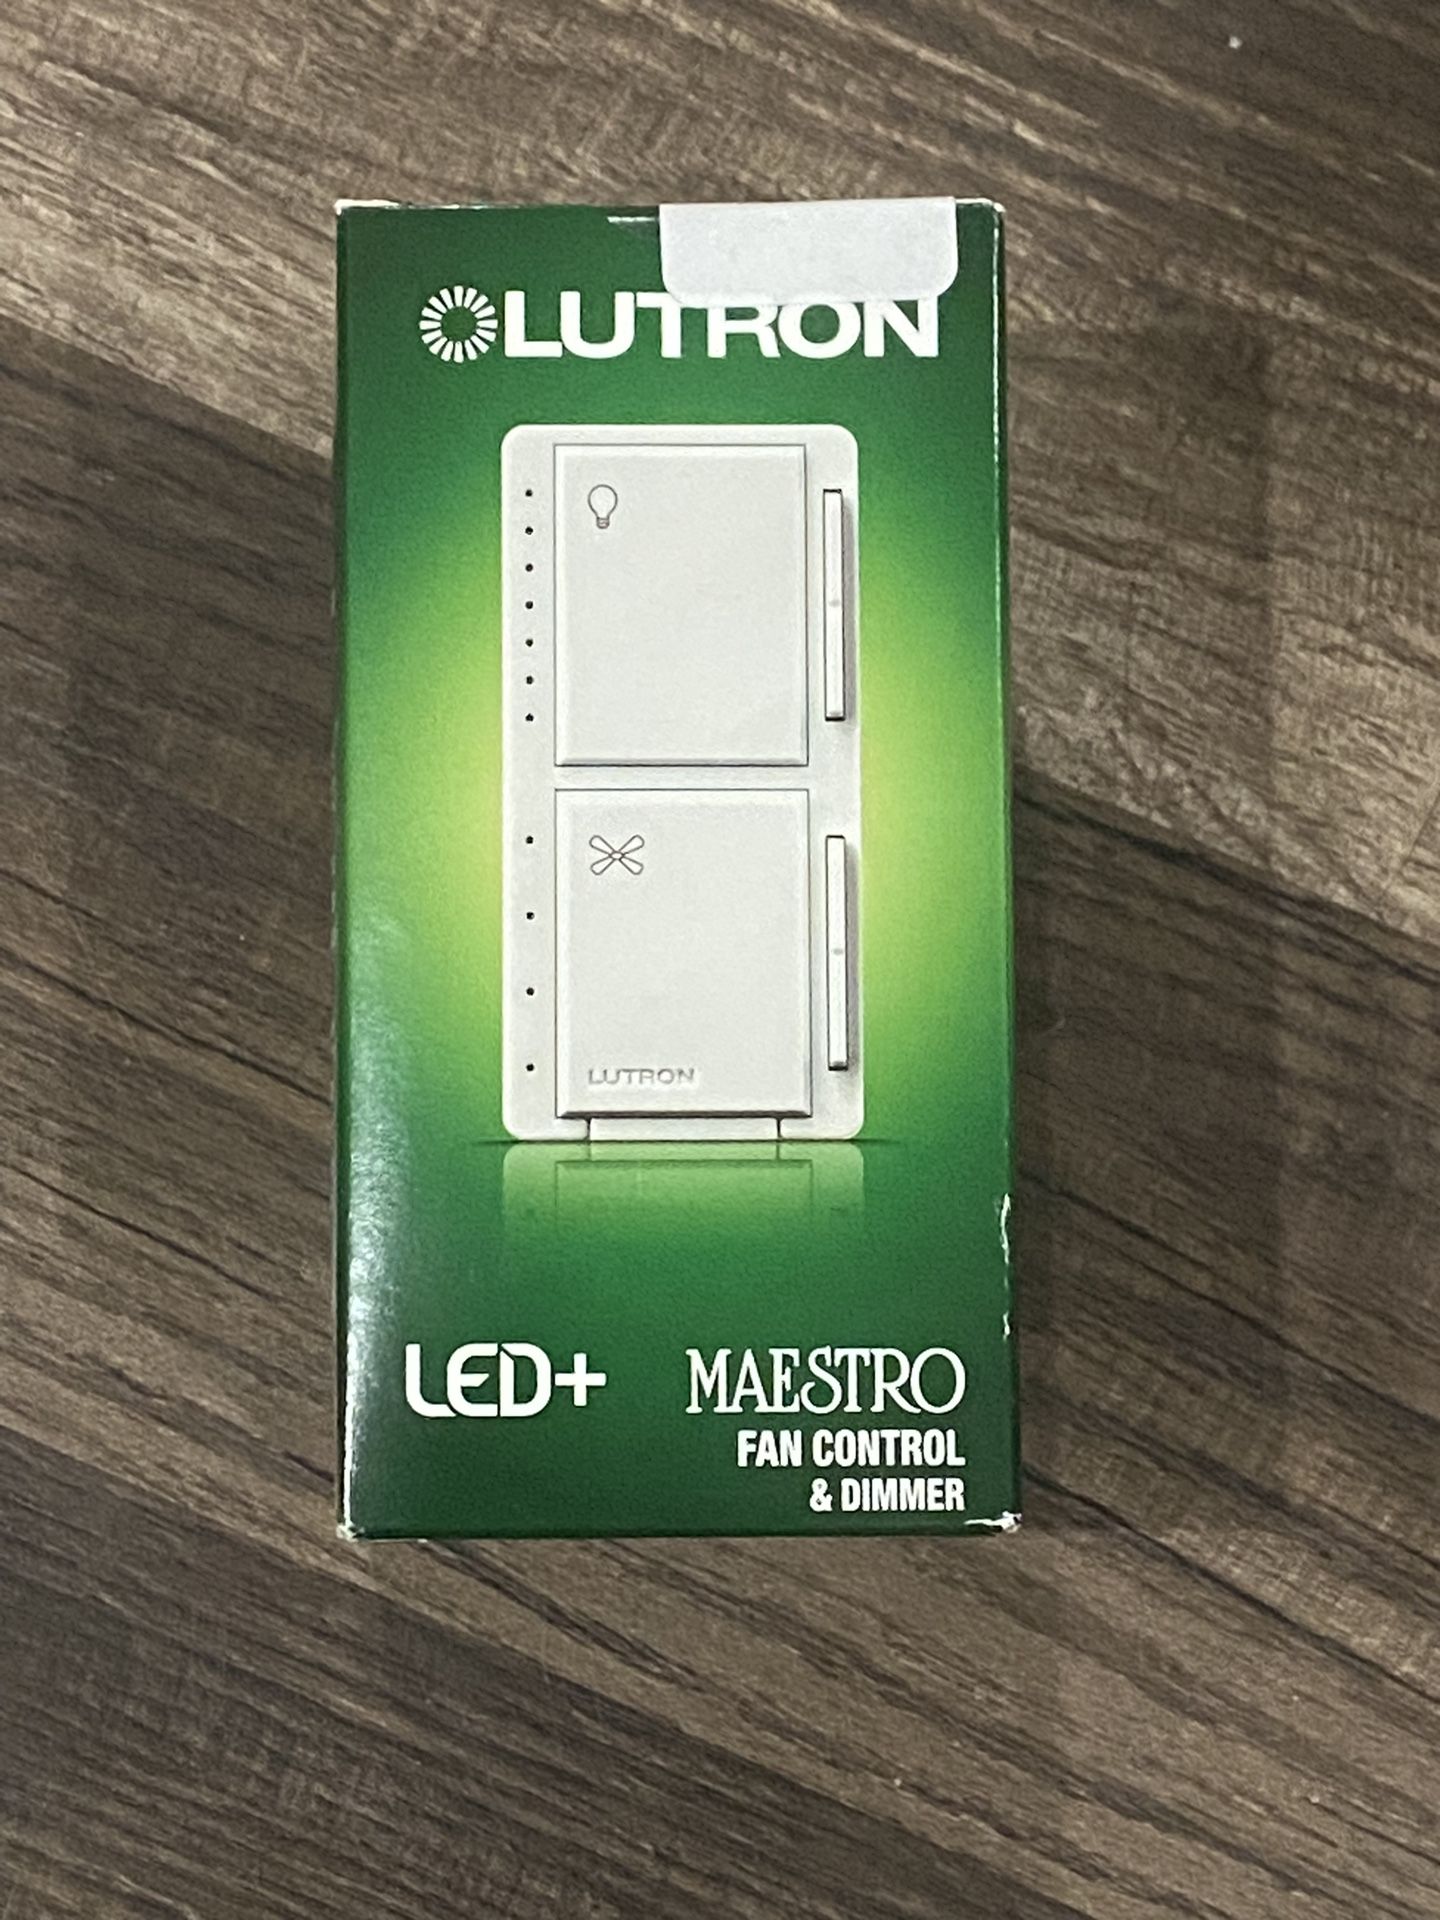 LUTRON
LUTRON
LED+
MAESTRO
FAN CONTROL
& DIMMER